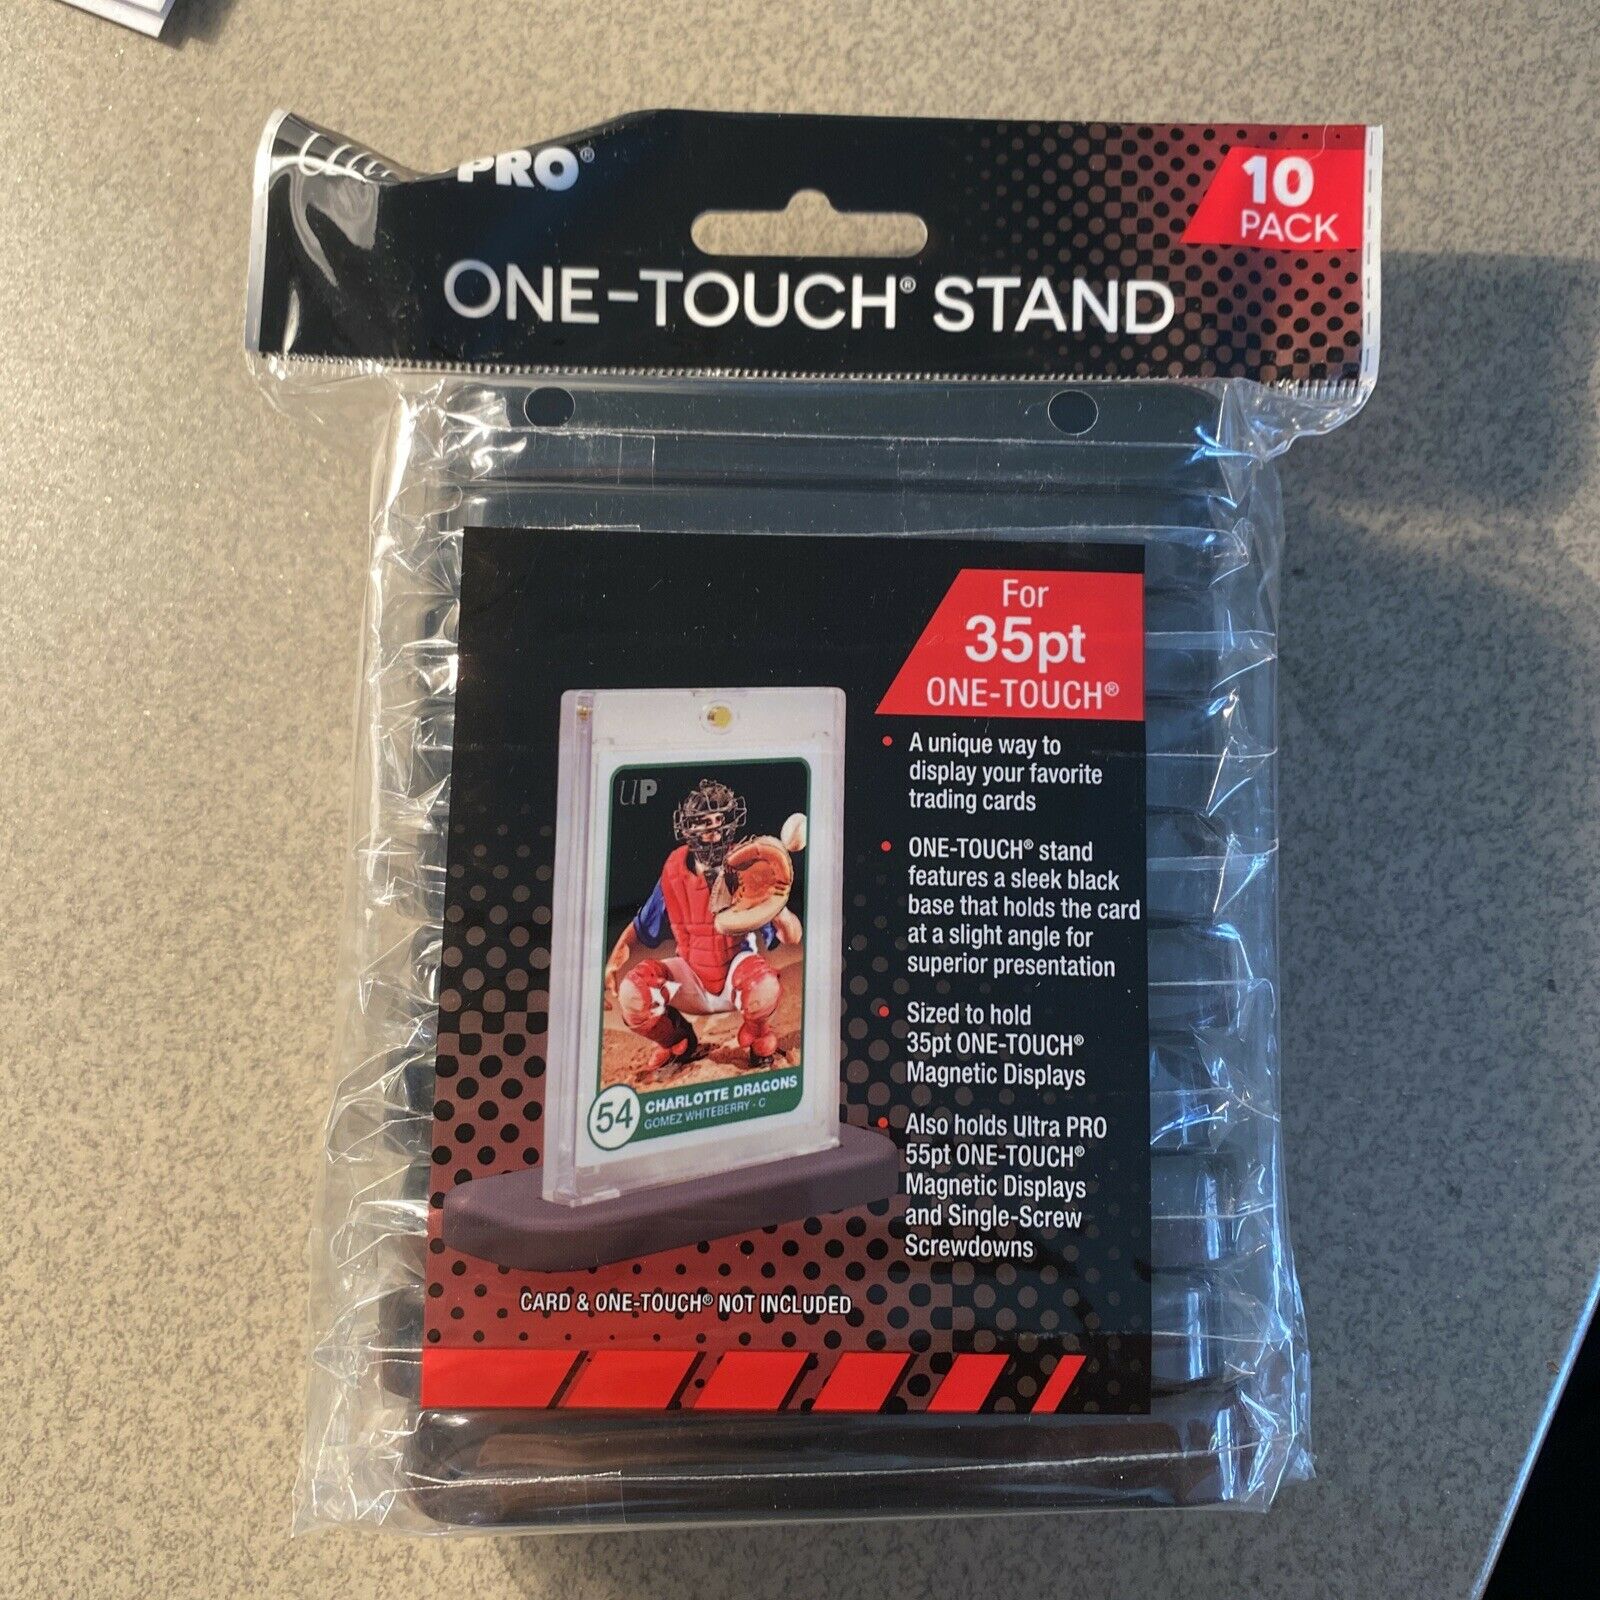 PRO®
10
PACK
ONE-TOUCH® STAND
For
35pt
ONE-TOUCH®
• A unique way to
display your favorite
trading cards
• ONE-TOUCH® stand
features a sleek black
base that holds the card
at a slight angle for
superior presentation
• Sized to hold
35pt ONE-TOUCH®
Magnetic Displays
• Also holds Ultra PRO
55pt ONE-TOUCH®
Magnetic Displays
and Single-Screw
Screwdowns
UP
54
CHARLOTTE DRAGONS
GOMEZ WHITEBERRY - C
CARD & ONE-TOUCH® NOT INCLUDED